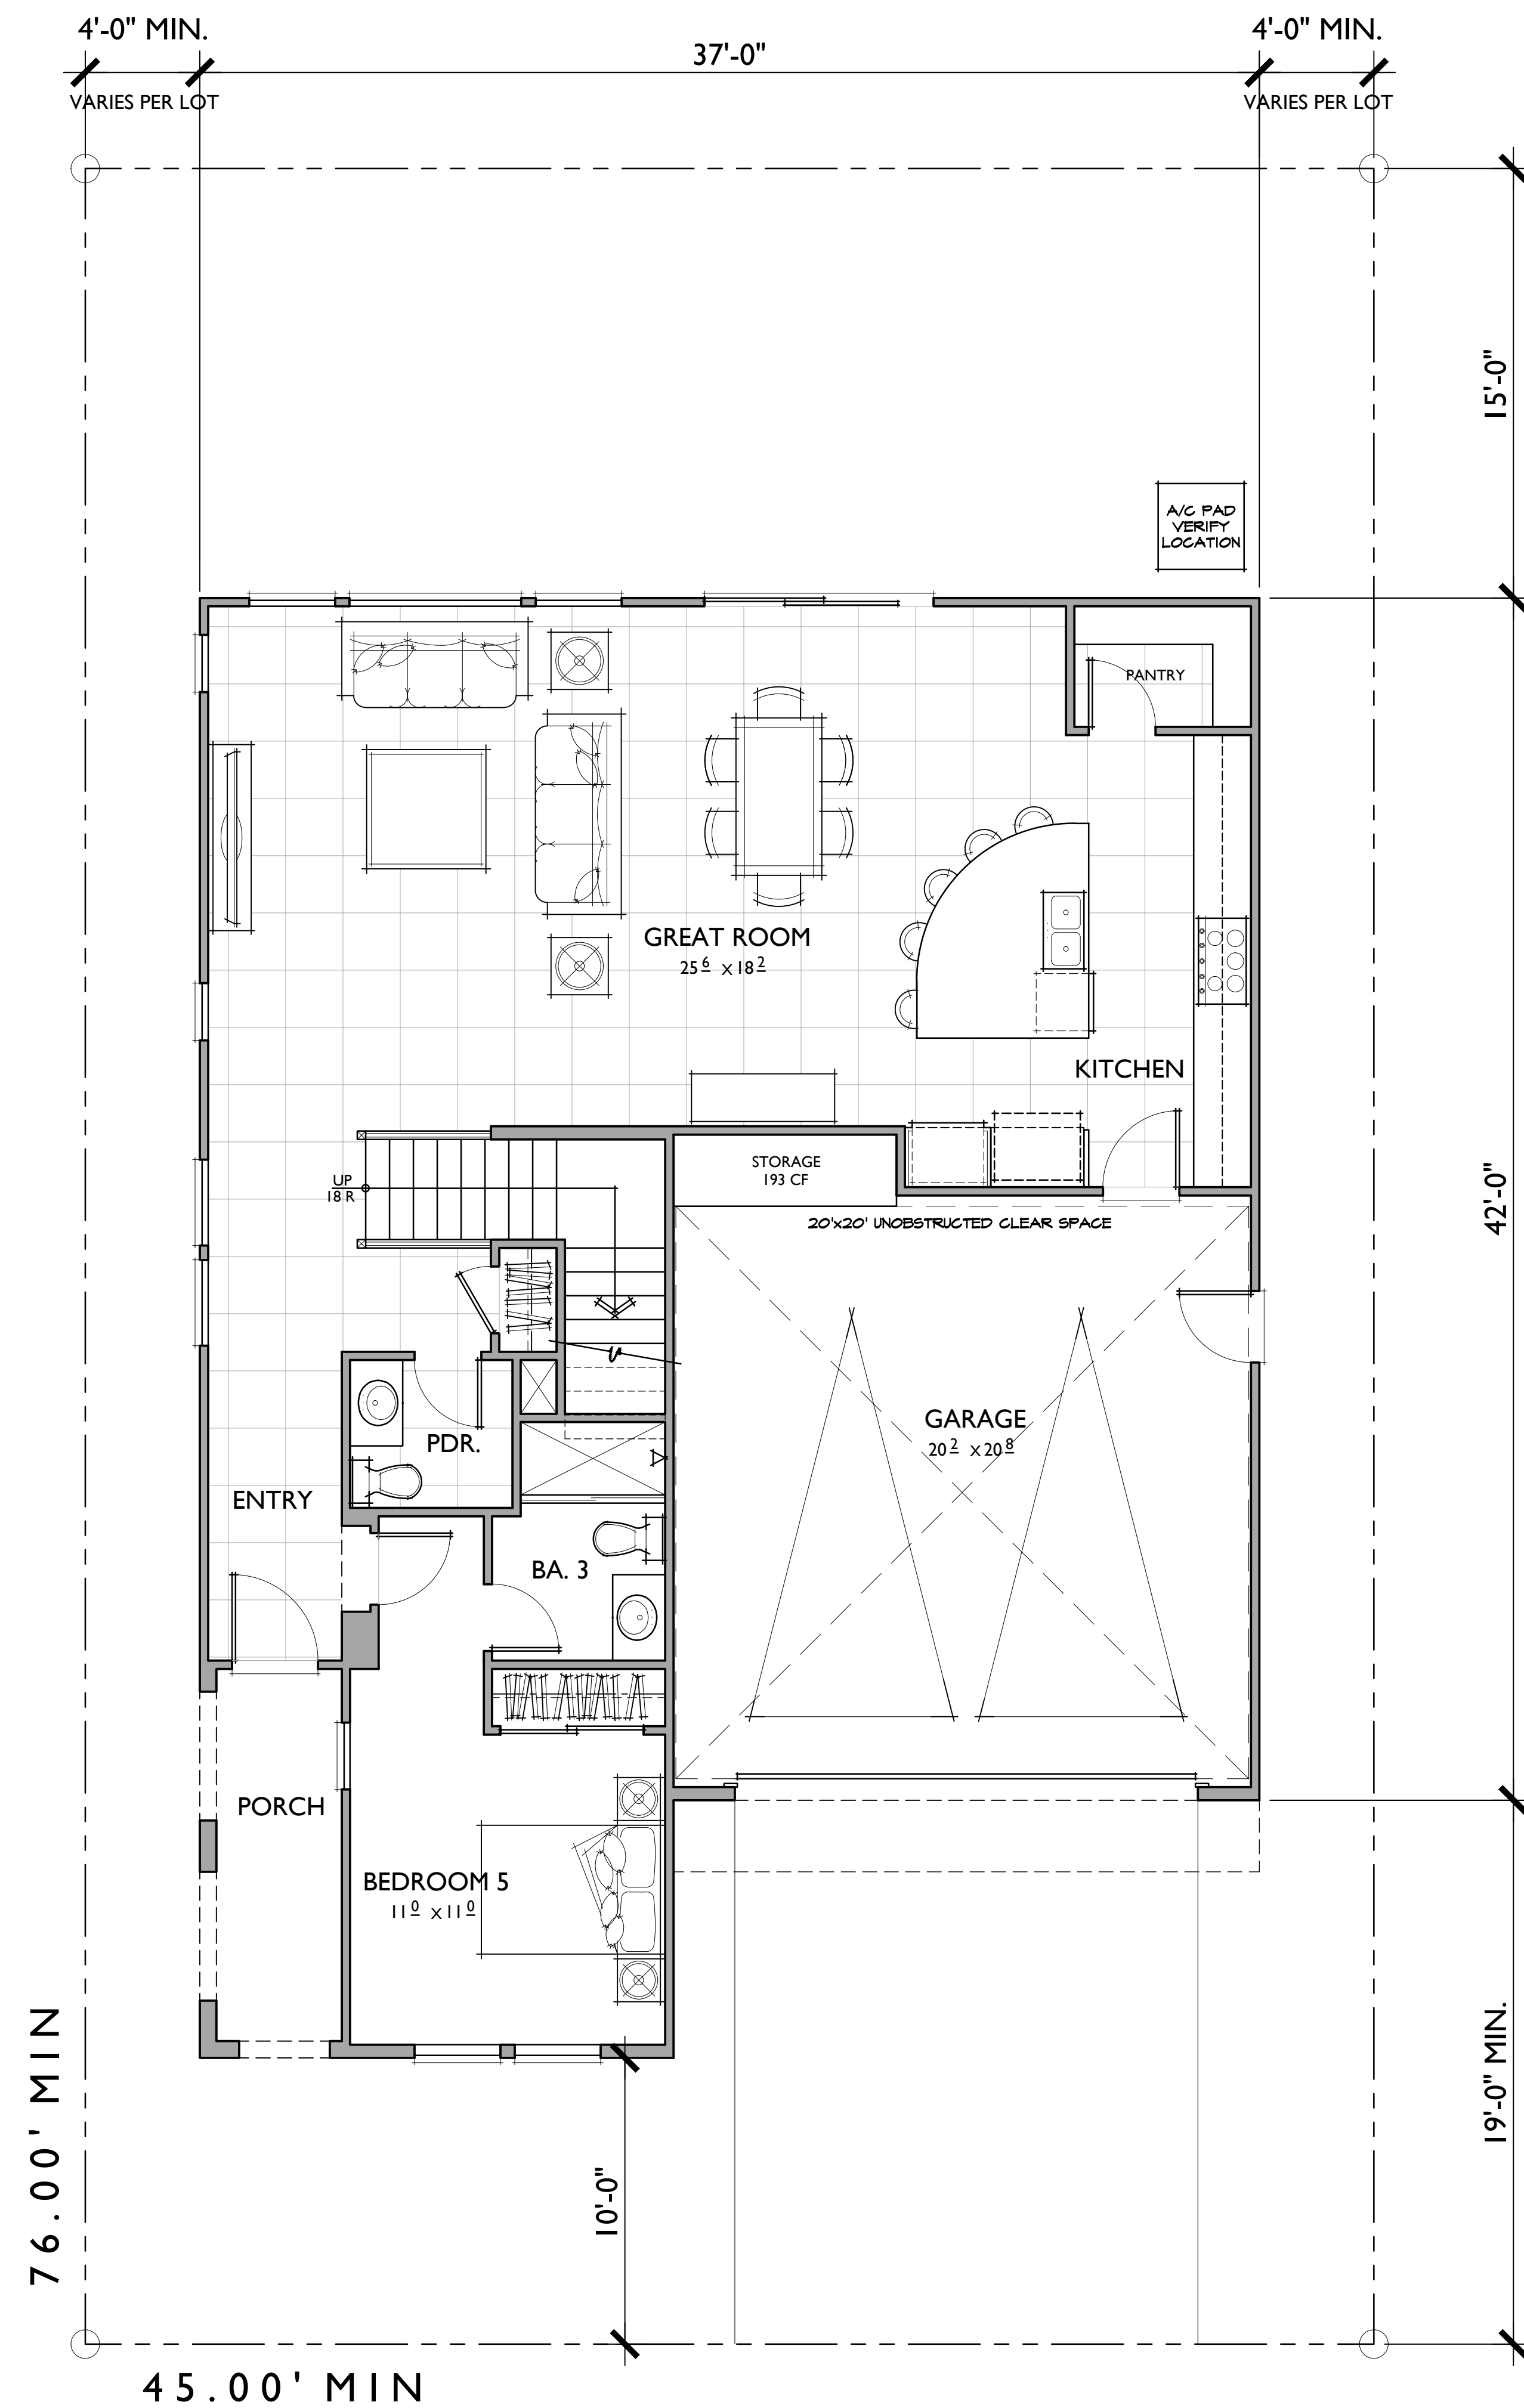 4'-0" MIN.
37'-0"
4'-0" MIN.
VARIES PER LOT
VARIES PER LOT
15'-0"
A/C PAD
VERIFY
LOCATION
PANTRY
GREAT ROOM
25 6 X 18 2
KITCHEN
STORAGE
193 CF
UP
18 R
20'x20' UNOBSTRUCTED CLEAR SPACE
42'-0"
GARAGE
20 2 X 20 8
PDR.
ENTRY
BA. 3
PORCH
BEDROOM 5
11 0 X 11 0
19'-0" MIN.
76.00' MIN
10'-0"
45.00' MIN